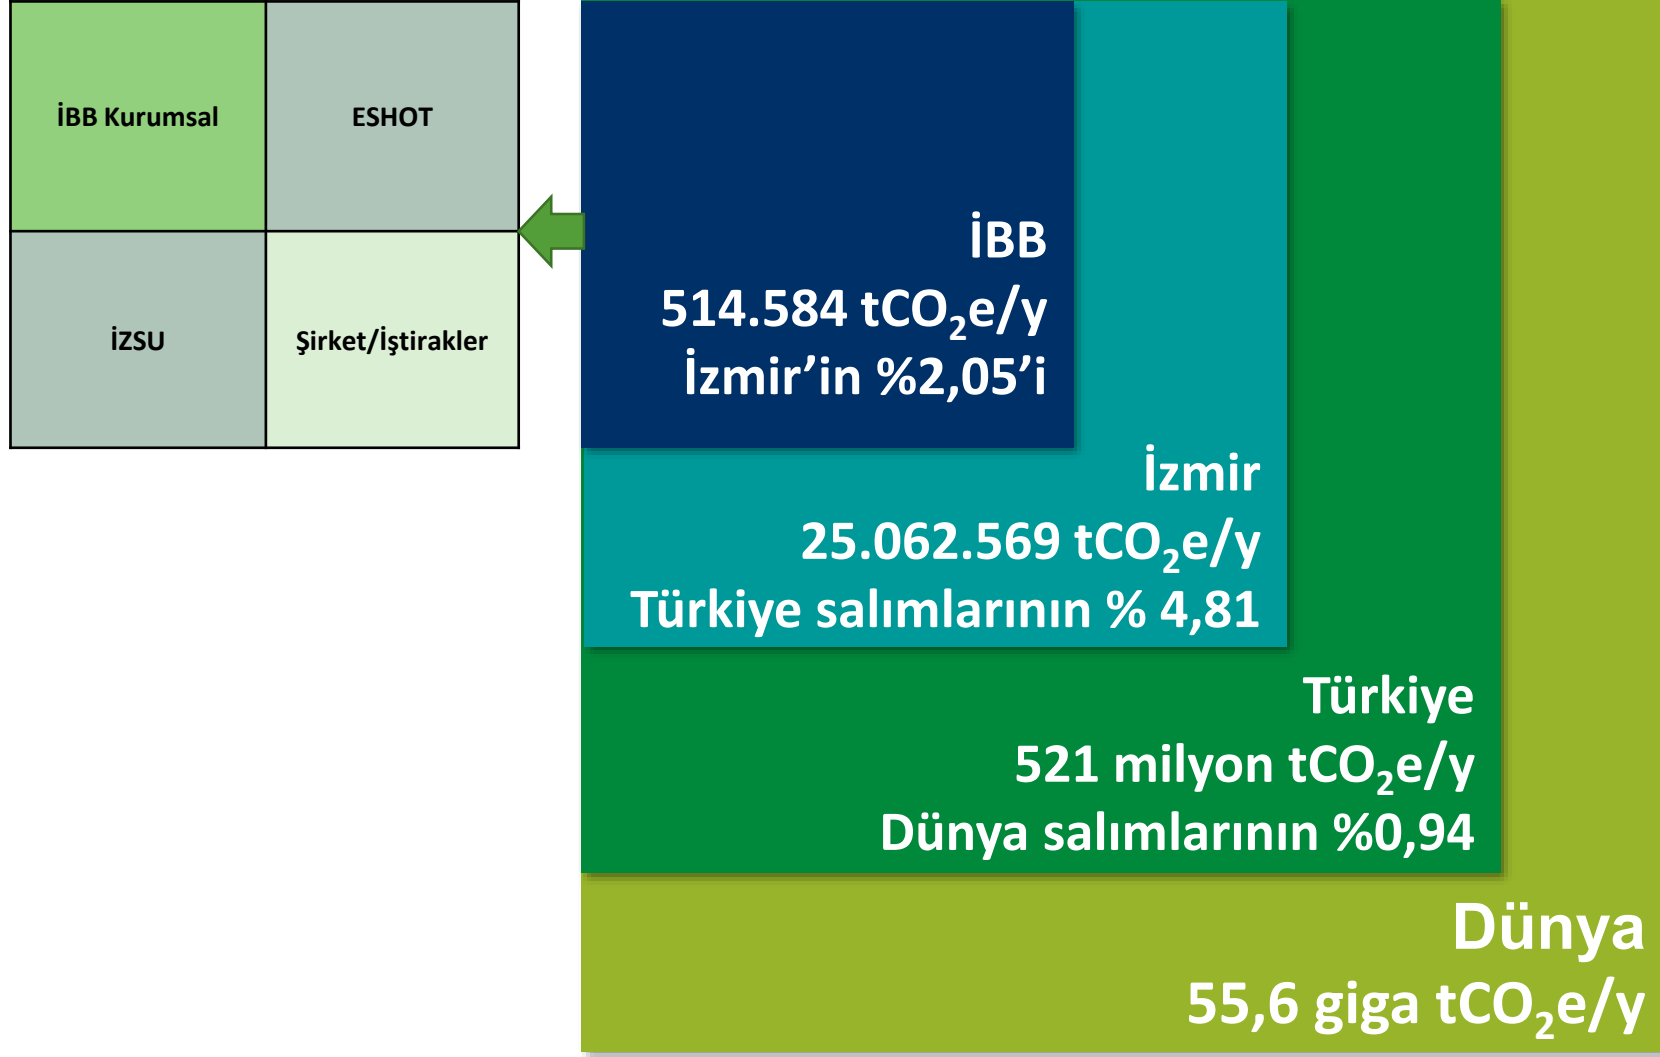 İBB Kurumsal
ESHOT
İZSU
Şirket/İştirakler
İBB
514.584 tCO₂e/y
İzmir’in %2,05’i
İzmir
25.062.569 tCO₂e/y
Türkiye salımlarının % 4,81
Türkiye
521 milyon tCO₂e/y
Dünya salımlarının %0,94
Dünya
55,6 giga tCO₂e/y